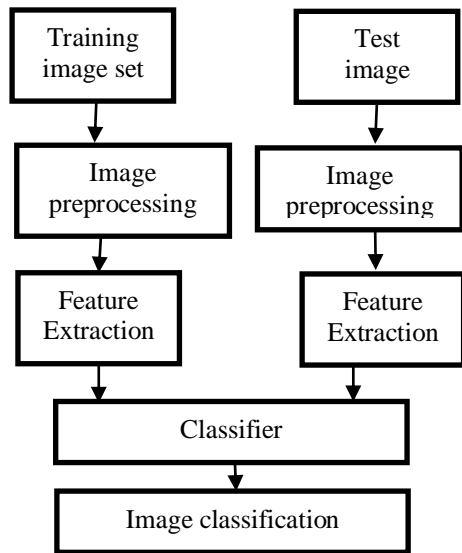 Training
image set
Test
image
Image
preprocessing
Image
preprocessing
Feature
Extraction
Feature
Extraction
Classifier
Image classification